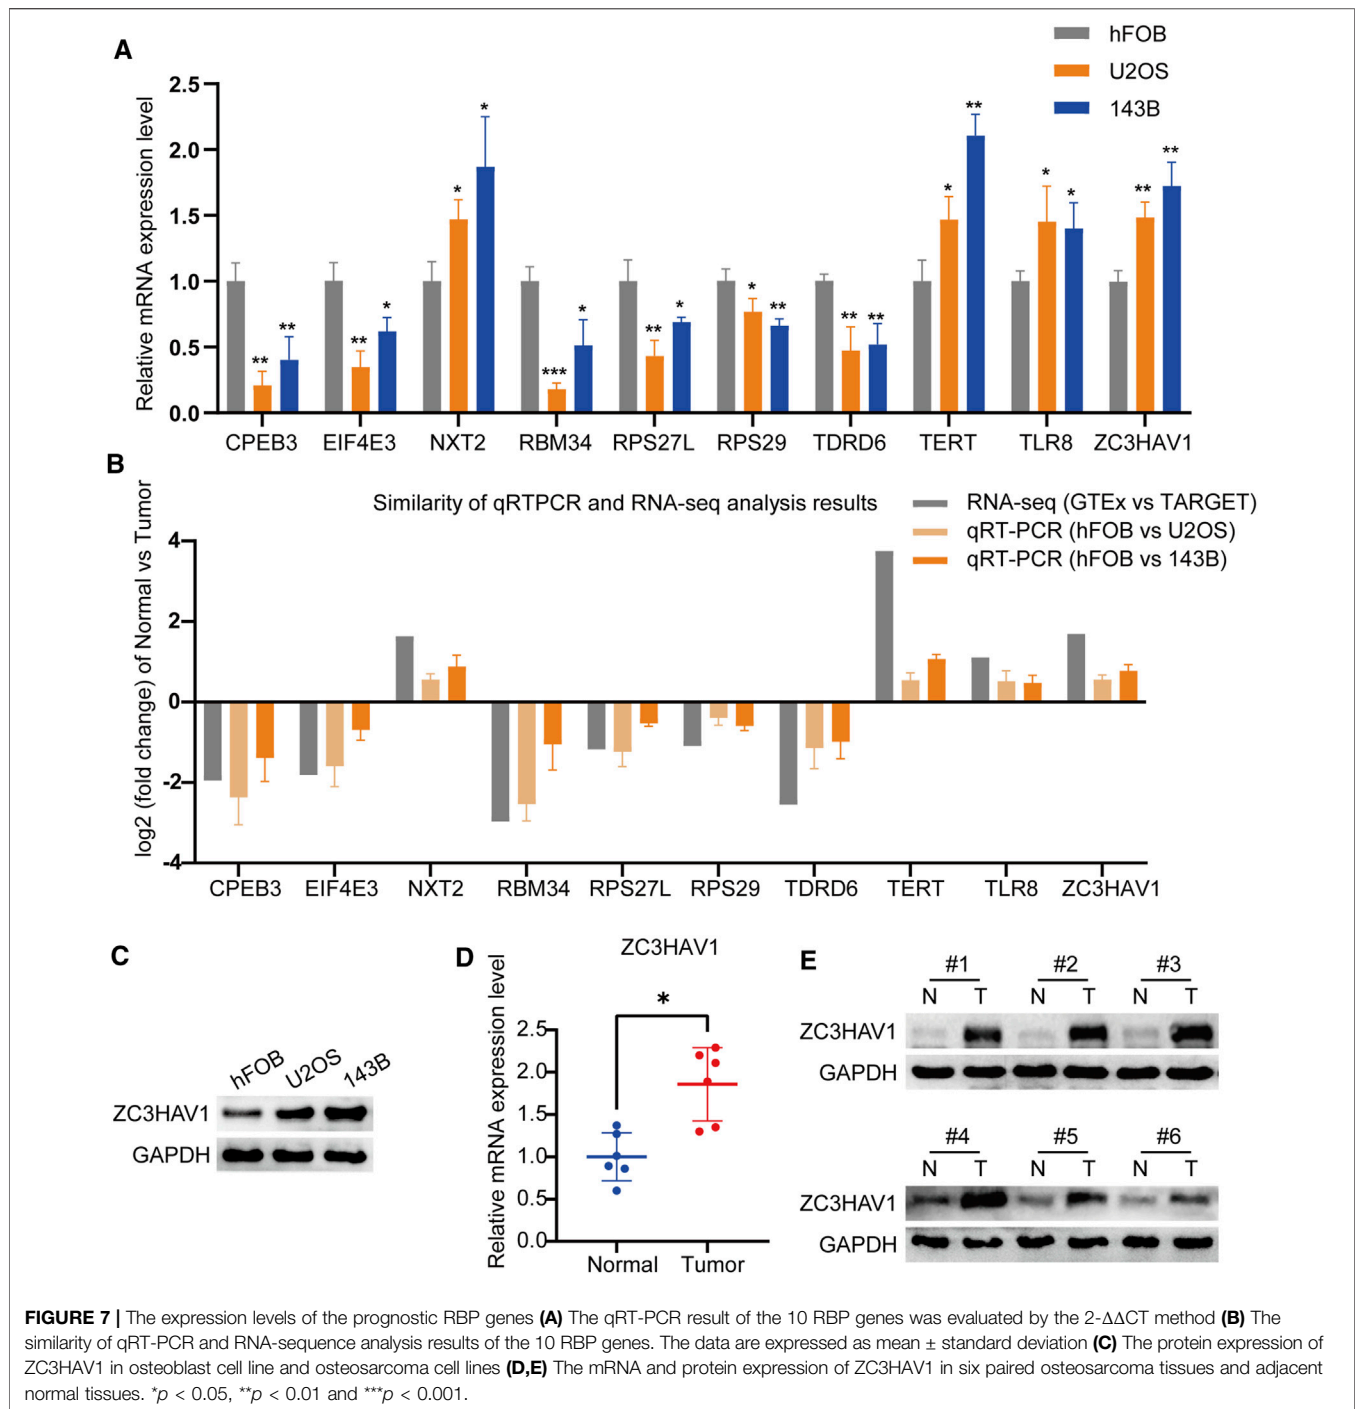 A
hFOB
U2OS
143B
Relative mRNA expression level
2.5
2.0
1.5
1.0
0.5
0.0
** ** ** * * * *** * ** * * ** ** ** * ** * * ** **
CPEB3 EIF4E3 NXT2 RBM34 RPS27L RPS29 TDRD6 TERT TLR8 ZC3HAV1
B
Similarity of qRTPCR and RNA-seq analysis results
RNA-seq (GTEx vs TARGET)
qRT-PCR (hFOB vs U2OS)
qRT-PCR (hFOB vs 143B)
log2 (fold change) of Normal vs Tumor
4
2
0
-2
-4
CPEB3 EIF4E3 NXT2 RBM34 RPS27L RPS29 TDRD6 TERT TLR8 ZC3HAV1
C
hFOB U2OS 143B
ZC3HAV1
GAPDH
D
ZC3HAV1
Relative mRNA expression level
*
2.5
2.0
1.5
1.0
0.5
0.0
Normal Tumor
E
#1 #2 #3
N T N T N T
ZC3HAV1
GAPDH
#4 #5 #6
N T N T N T
ZC3HAV1
GAPDH
FIGURE 7 | The expression levels of the prognostic RBP genes (A) The qRT-PCR result of the 10 RBP genes was evaluated by the 2-ΔΔCT method (B) The
similarity of qRT-PCR and RNA-sequence analysis results of the 10 RBP genes. The data are expressed as mean ± standard deviation (C) The protein expression of
ZC3HAV1 in osteoblast cell line and osteosarcoma cell lines (D,E) The mRNA and protein expression of ZC3HAV1 in six paired osteosarcoma tissues and adjacent
normal tissues. *p < 0.05, **p < 0.01 and ***p < 0.001.